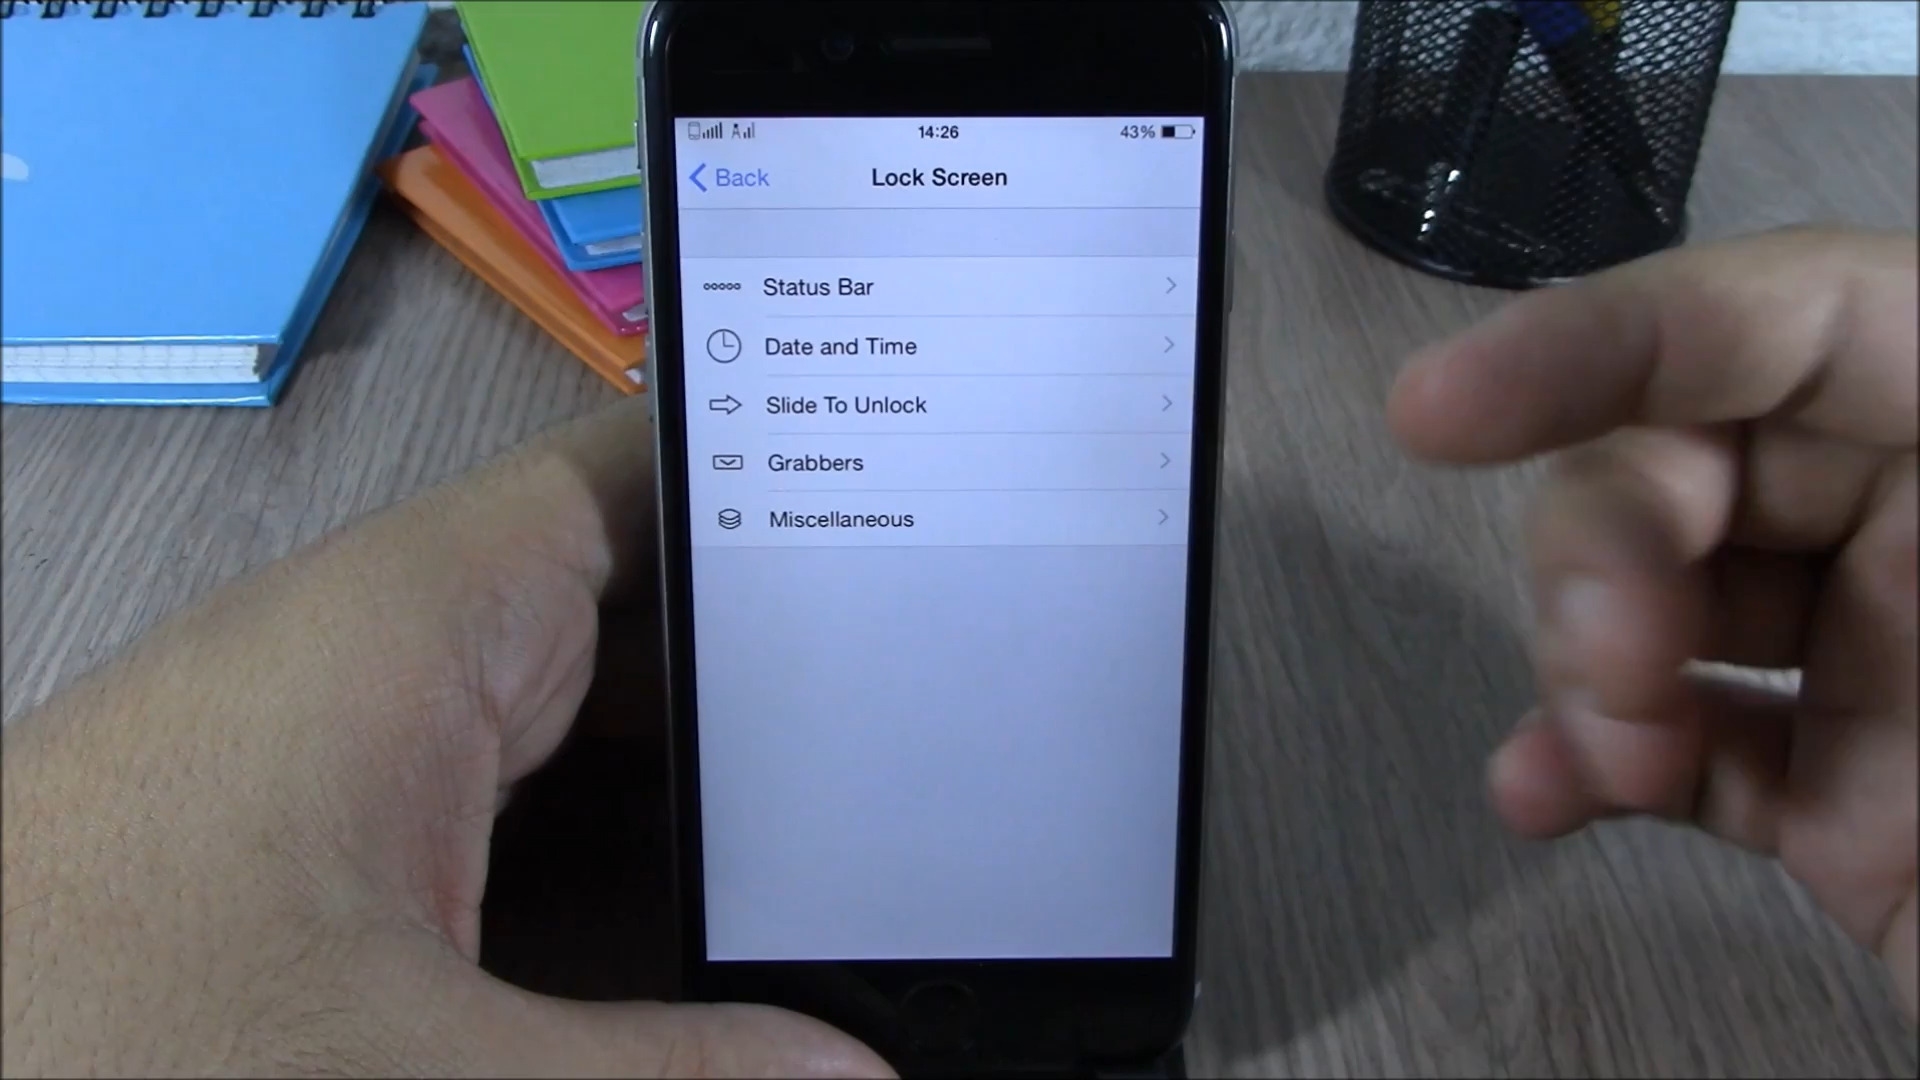 14:26
43%
Back
Lock Screen
Status Bar
Date and Time
Slide To Unlock
Grabbers
Miscellaneous